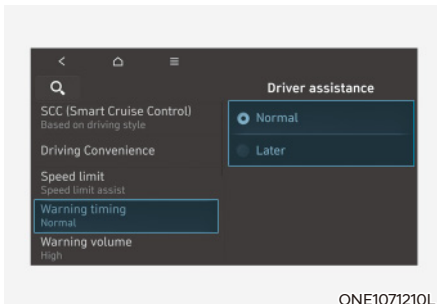 Driver assistance
SCC (Smart Cruise Control)
Based on driving style
Driving Convenience
Speed limit
Speed limit assist
Warning timing
Normal
Warning volume
High
Normal
Later
ONE1071210L